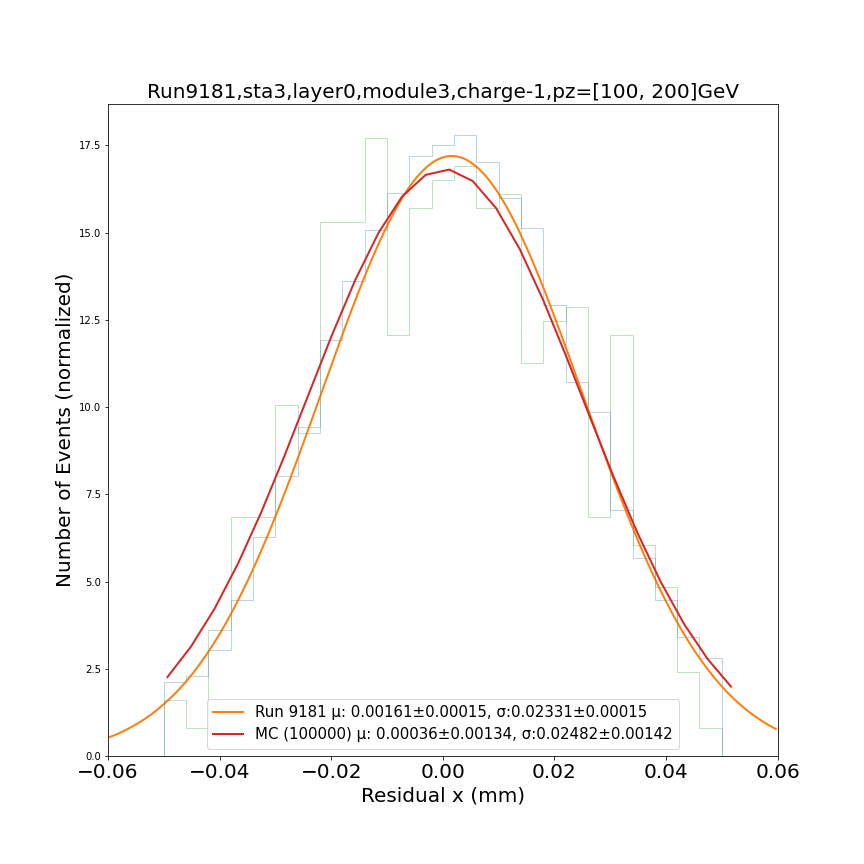 Run9181,sta3,layer0,module3,charge-1,pz=[100, 200]GeV
Number of Events (normalized)
17.5
15.0
12.5
10.0
7.5
5.0
2.5
0.0
Run 9181 μ: 0.00161±0.00015, σ:0.02331±0.00015
MC (100000) μ: 0.00036±0.00134, σ:0.02482±0.00142
−0.06 −0.04 −0.02 0.00 0.02 0.04 0.06
Residual x (mm)